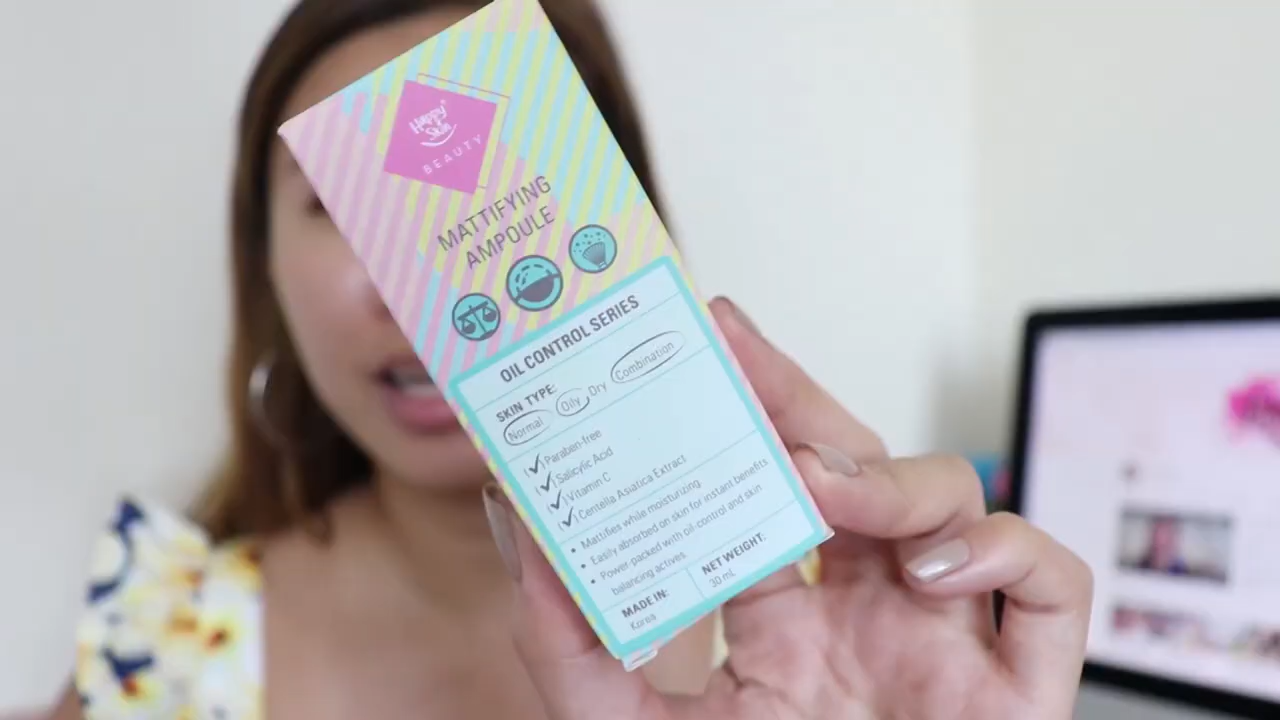 Happy®
Skin
BEAUTY
MATTIFYING
AMPOULE
OIL CONTROL SERIES
SKIN TYPE:
Normal Oily Dry Combination
(✓) Paraben-free
(✓) Salicylic Acid
(✓) Vitamin C
(✓) Centella Asiatica Extract
• Mattifies while moisturizing
• Easily absorbed on skin for instant benefits
• Power-packed with oil-control and skin
balancing actives
MADE IN: NET WEIGHT:
Korea 30 mL